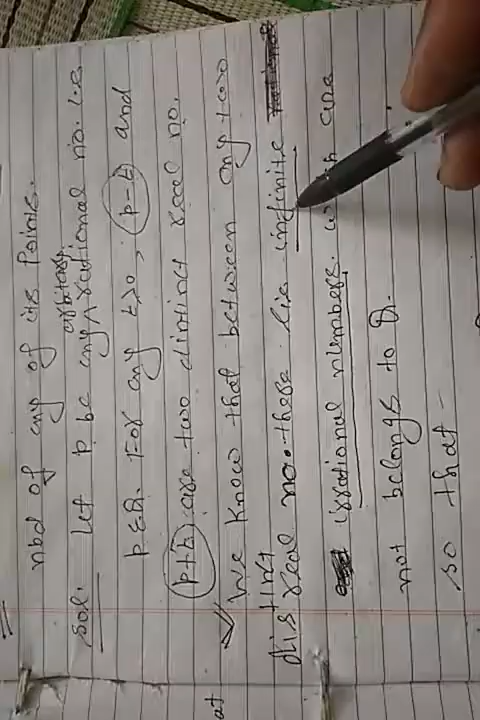 nbd of any of its points.
arbitrary
Sol. Let p be any ^ rational no. i.e
p∈Q. For any ε>0, p-ε and
p+ε are two distinct real no.
We know that between any two
at
distinct
real no. there lie infinite
irrational numbers. which are
not belongs to Q.
so that -